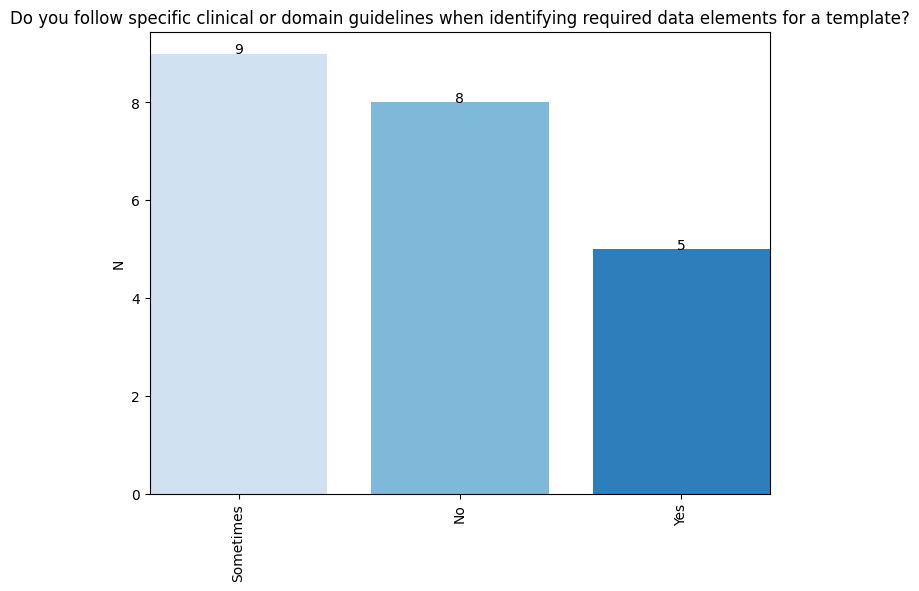 Do you follow specific clinical or domain guidelines when identifying required data elements for a template?
9
8
5
8
6
4
2
0
N
Sometimes
No
Yes